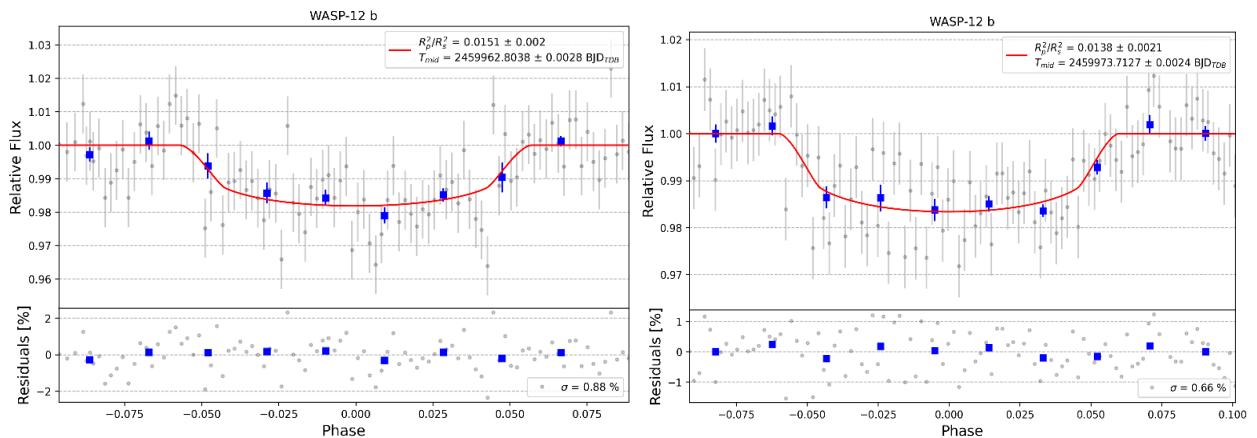 WASP-12 b
R_p^2/R_s^2 = 0.0151 ± 0.002
T_mid = 2459962.8038 ± 0.0028 BJD_TDB
Relative Flux
1.03
1.02
1.01
1.00
0.99
0.98
0.97
0.96
Residuals [%]
2
0
−2
σ = 0.88 %
−0.075
−0.050
−0.025
0.000
0.025
0.050
0.075
Phase
WASP-12 b
R_p^2/R_s^2 = 0.0138 ± 0.0021
T_mid = 2459973.7127 ± 0.0024 BJD_TDB
Relative Flux
1.02
1.01
1.00
0.99
0.98
0.97
Residuals [%]
1
0
−1
σ = 0.66 %
−0.075
−0.050
−0.025
0.000
0.025
0.050
0.075
0.100
Phase